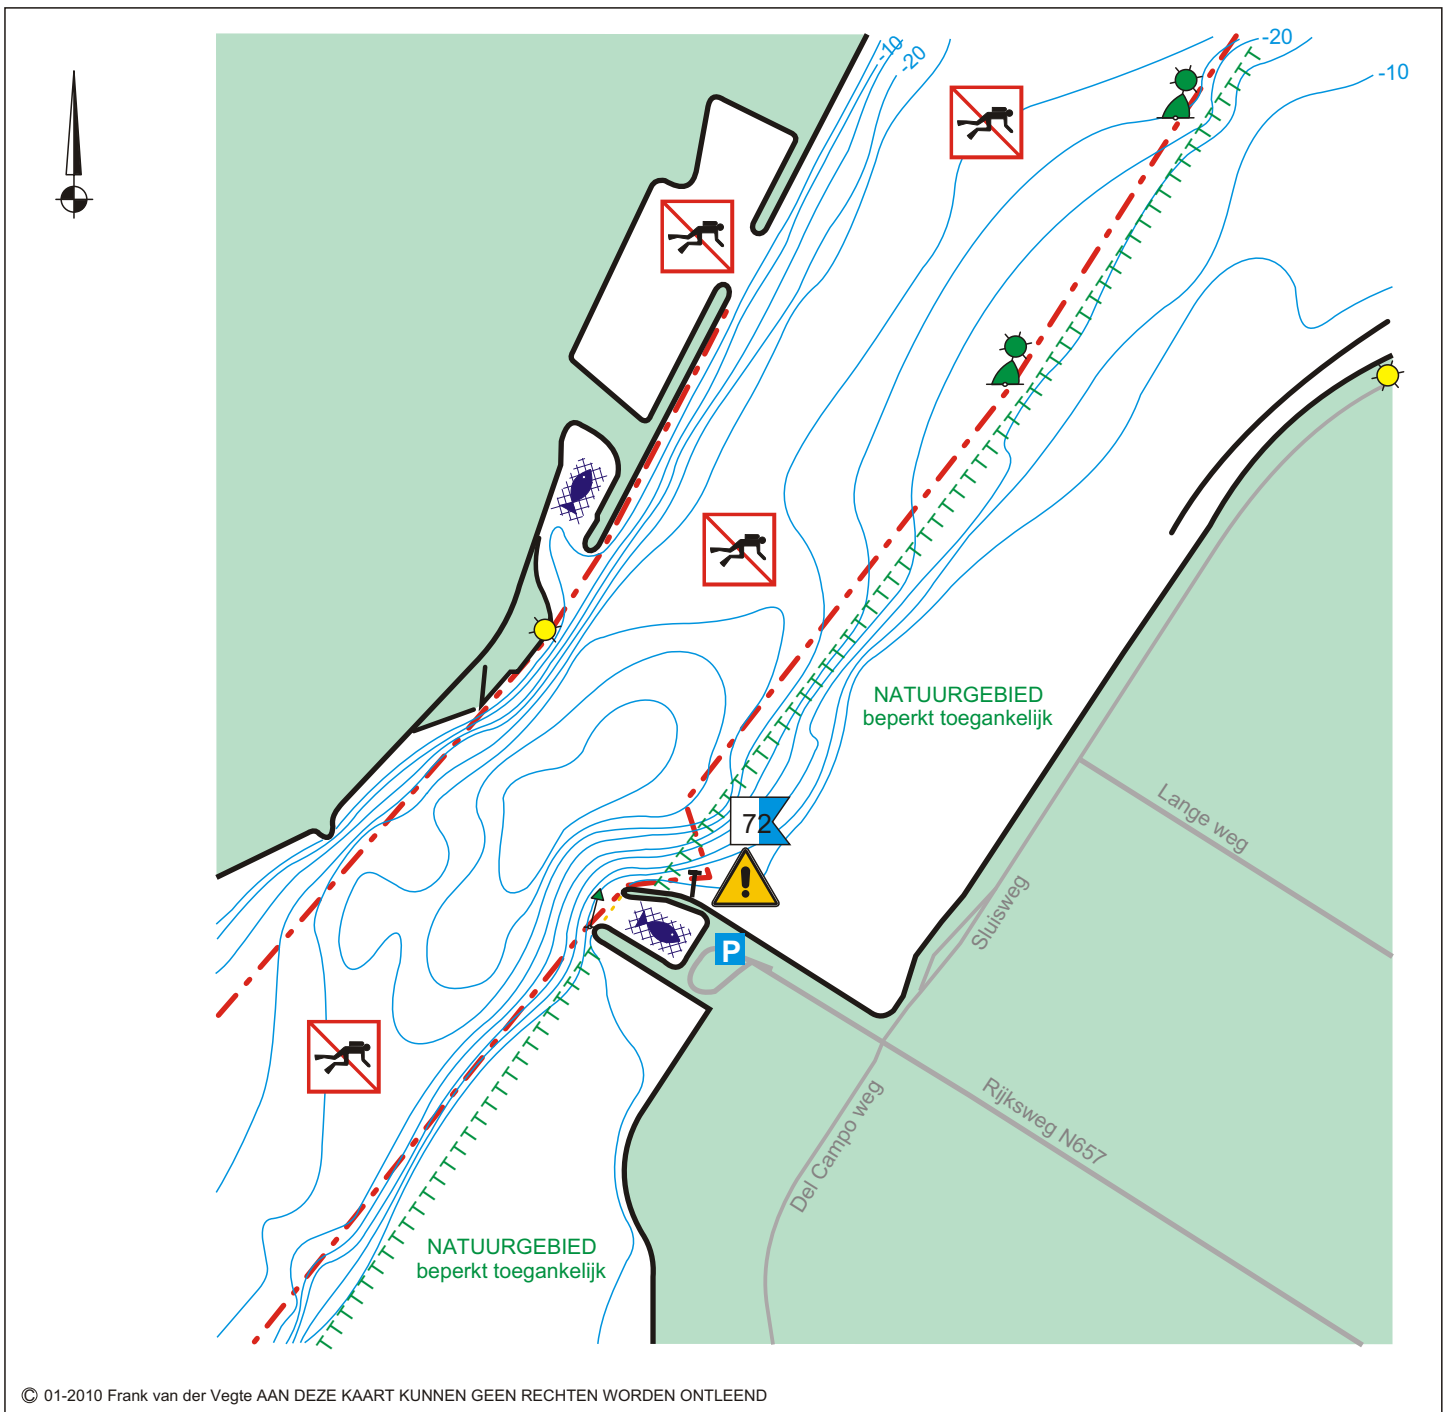 -10
-20
-20
-10
NATUURGEBIED
beperkt toegankelijk
Lange weg
72
Sluisweg
P
Rijksweg N657
Del Campo weg
NATUURGEBIED
beperkt toegankelijk
© 01-2010 Frank van der Vegte AAN DEZE KAART KUNNEN GEEN RECHTEN WORDEN ONTLEEND